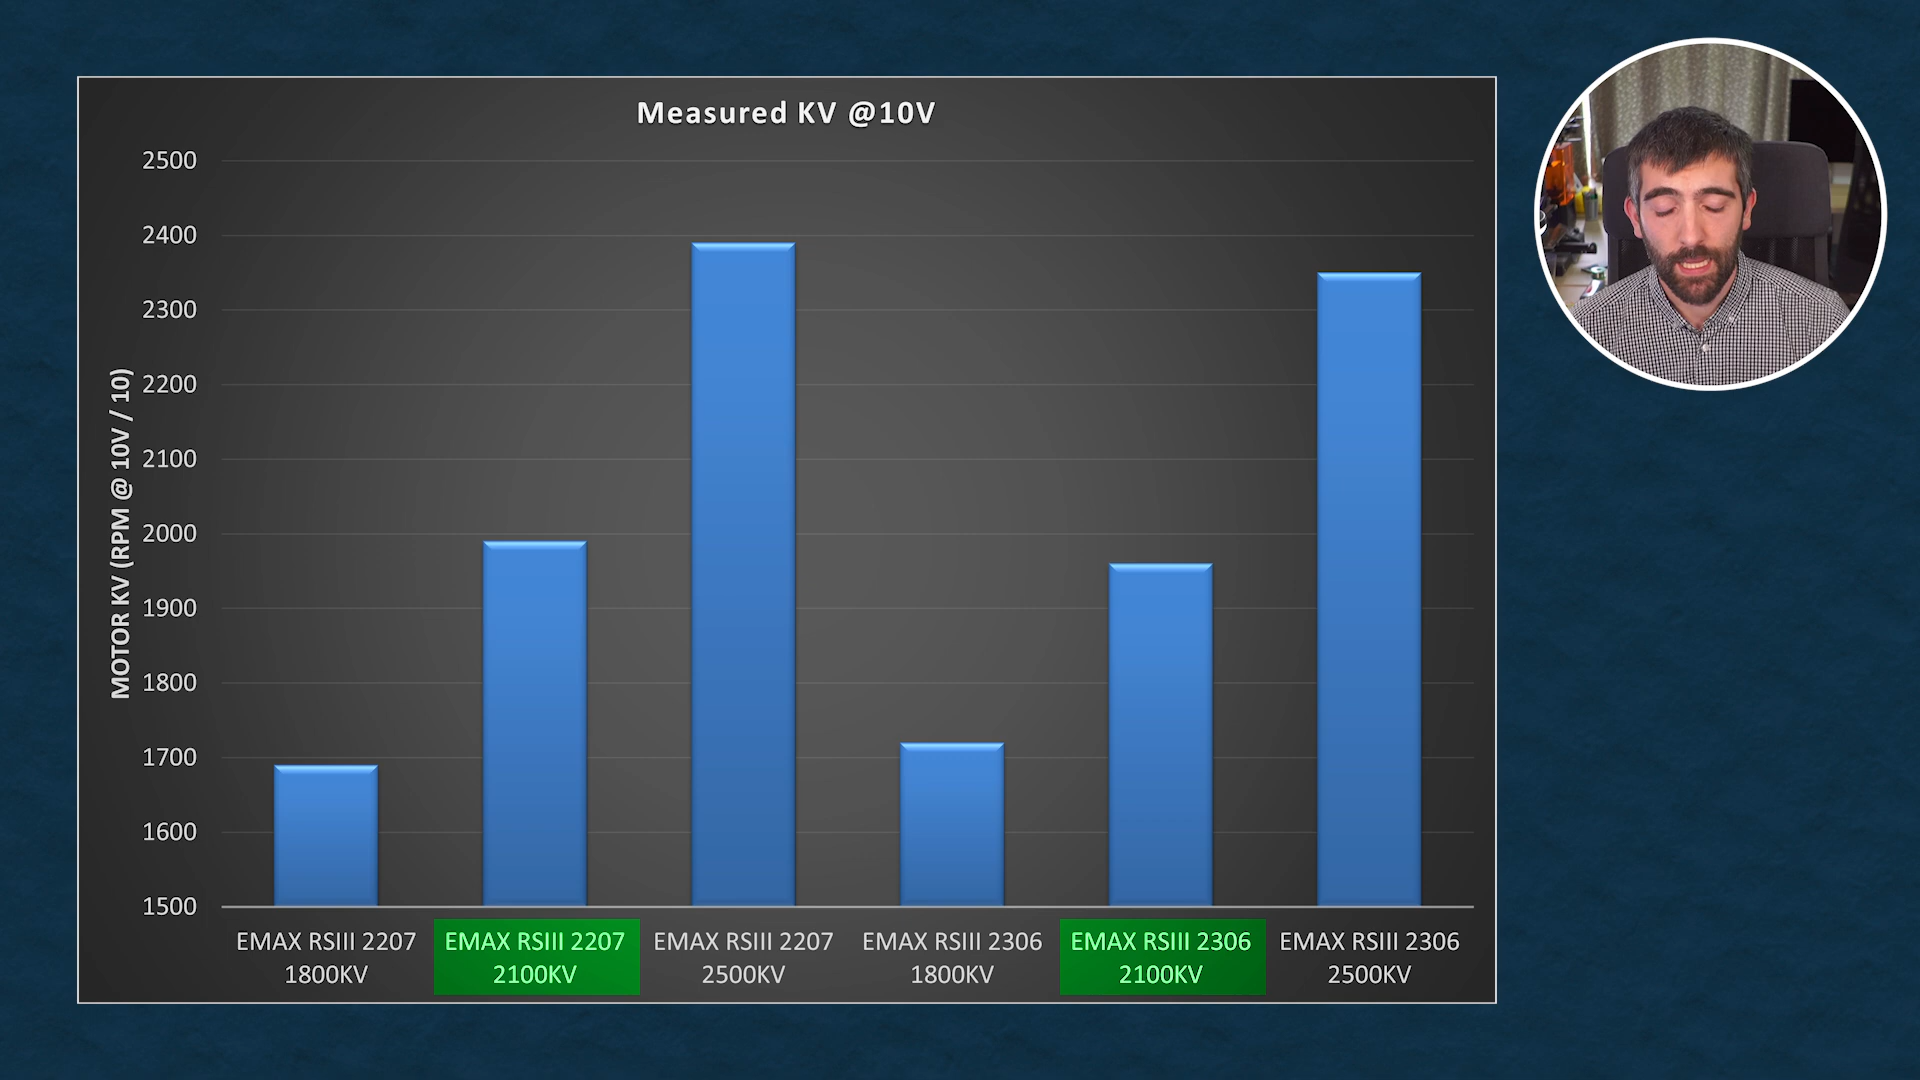 Measured KV @10V
MOTOR KV (RPM @ 10V / 10)
2500
2400
2300
2200
2100
2000
1900
1800
1700
1600
1500
EMAX RSIII 2207
1800KV
EMAX RSIII 2207
2100KV
EMAX RSIII 2207
2500KV
EMAX RSIII 2306
1800KV
EMAX RSIII 2306
2100KV
EMAX RSIII 2306
2500KV